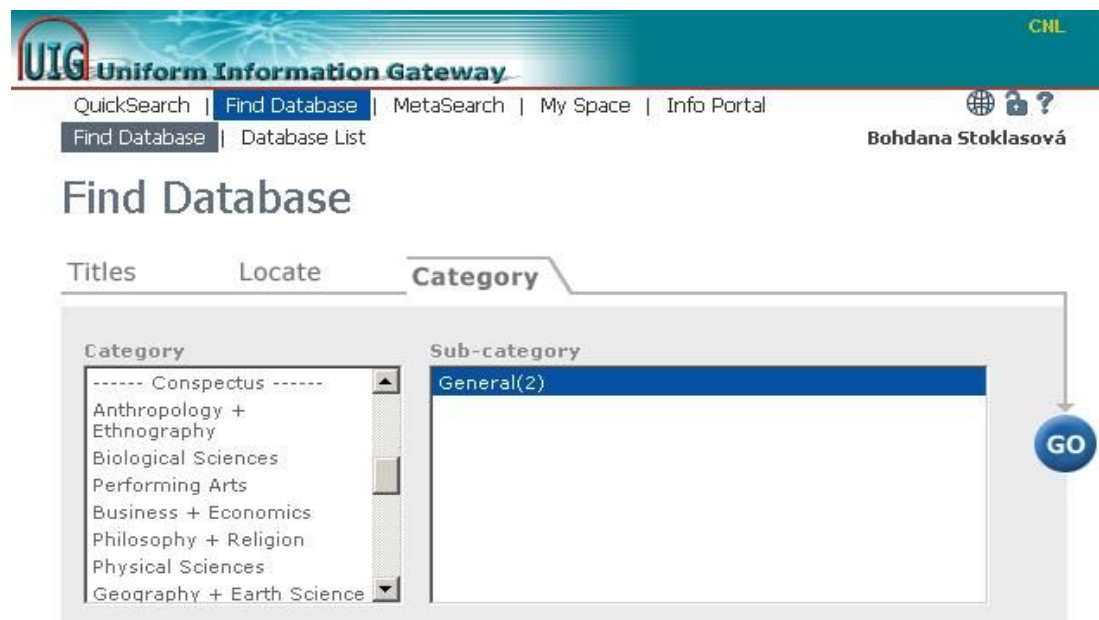 CNL
UIG Uniform Information Gateway
QuickSearch | Find Database | MetaSearch | My Space | Info Portal
?
Find Database | Database List
Bohdana Stoklasová
Find Database
Titles Locate Category
Category Sub-category
------ Conspectus ------
General(2)
Anthropology +
Ethnography
Biological Sciences
GO
Performing Arts
Business + Economics
Philosophy + Religion
Physical Sciences
Geography + Earth Science